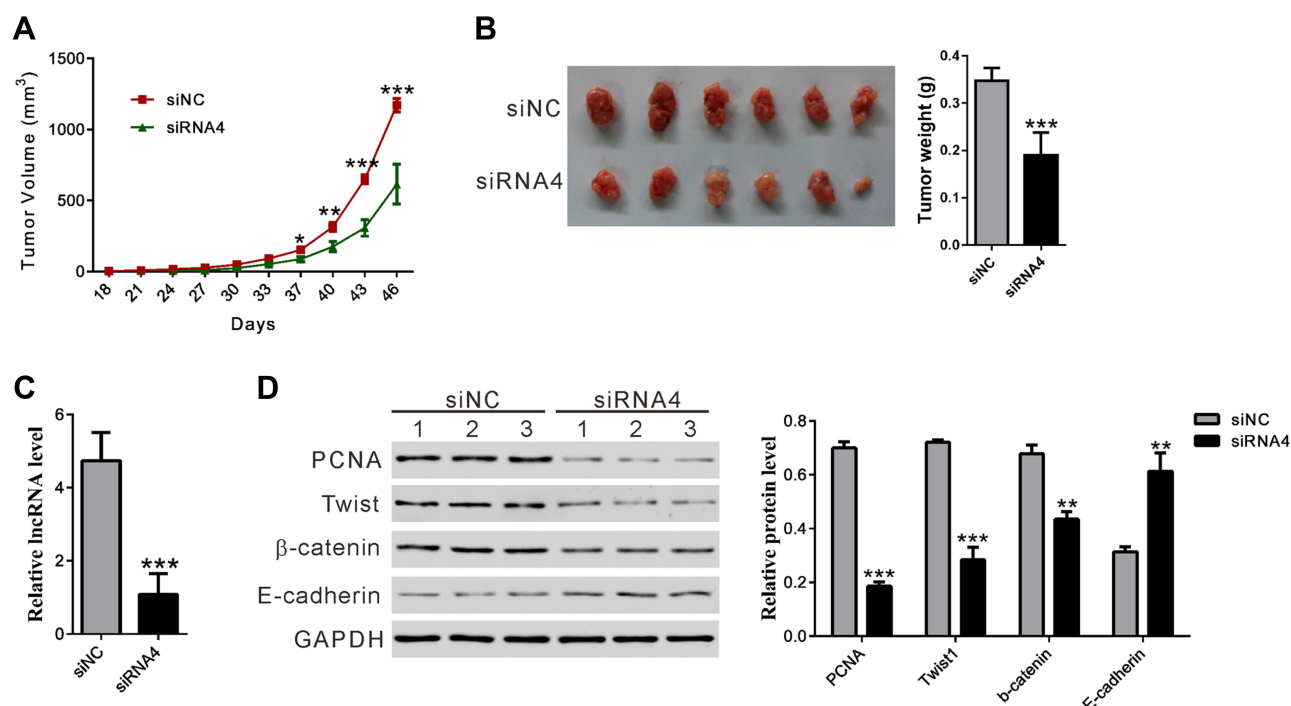 A
Tumor Volume (mm3)
1500
1000
500
0
siNC
siRNA4
*
**
***
***
18 21 24 27 30 33 37 40 43 46
Days
B
siNC
siRNA4
Tumor weight (g)
0.4
0.3
0.2
0.1
0.0
***
siNC siRNA4
C
Relative lncRNA level
6
4
2
0
***
siNC siRNA4
D
siNC siRNA4
1 2 3 1 2 3
PCNA
Twist
β-catenin
E-cadherin
GAPDH
Relative protein level
0.8
0.6
0.4
0.2
0.0
*** *** ** **
PCNA Twist1 b-catenin E-cadherin
siNC
siRNA4